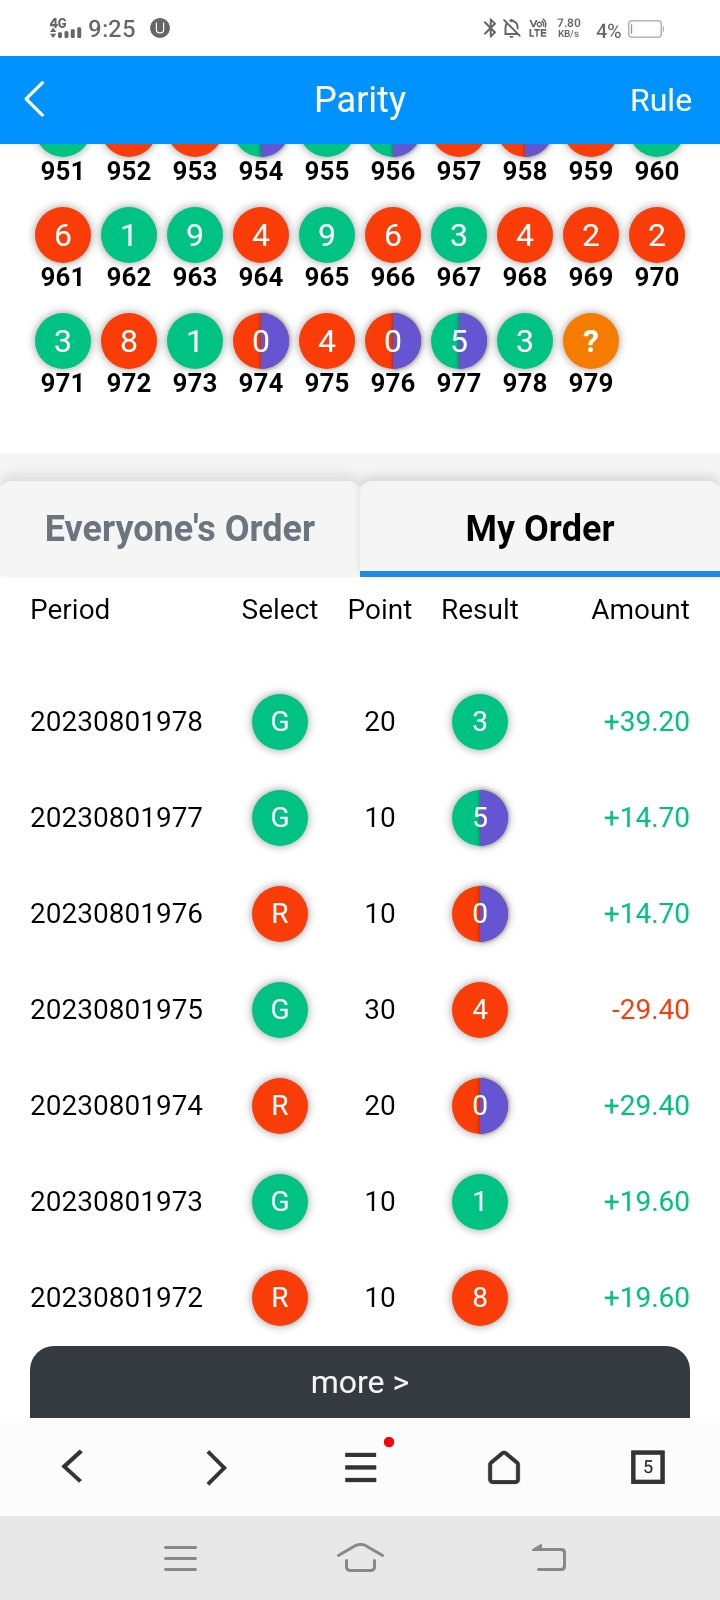 4G 9:25 U Vo) LTE 7.80 KB/s 4%
Parity Rule
951 952 953 954 955 956 957 958 959 960
6 1 9 4 9 6 3 4 2 2
961 962 963 964 965 966 967 968 969 970
3 8 1 0 4 0 5 3 ?
971 972 973 974 975 976 977 978 979
Everyone's Order My Order
Period Select Point Result Amount
20230801978 G 20 3 +39.20
20230801977 G 10 5 +14.70
20230801976 R 10 0 +14.70
20230801975 G 30 4 -29.40
20230801974 R 20 0 +29.40
20230801973 G 10 1 +19.60
20230801972 R 10 8 +19.60
more >
5